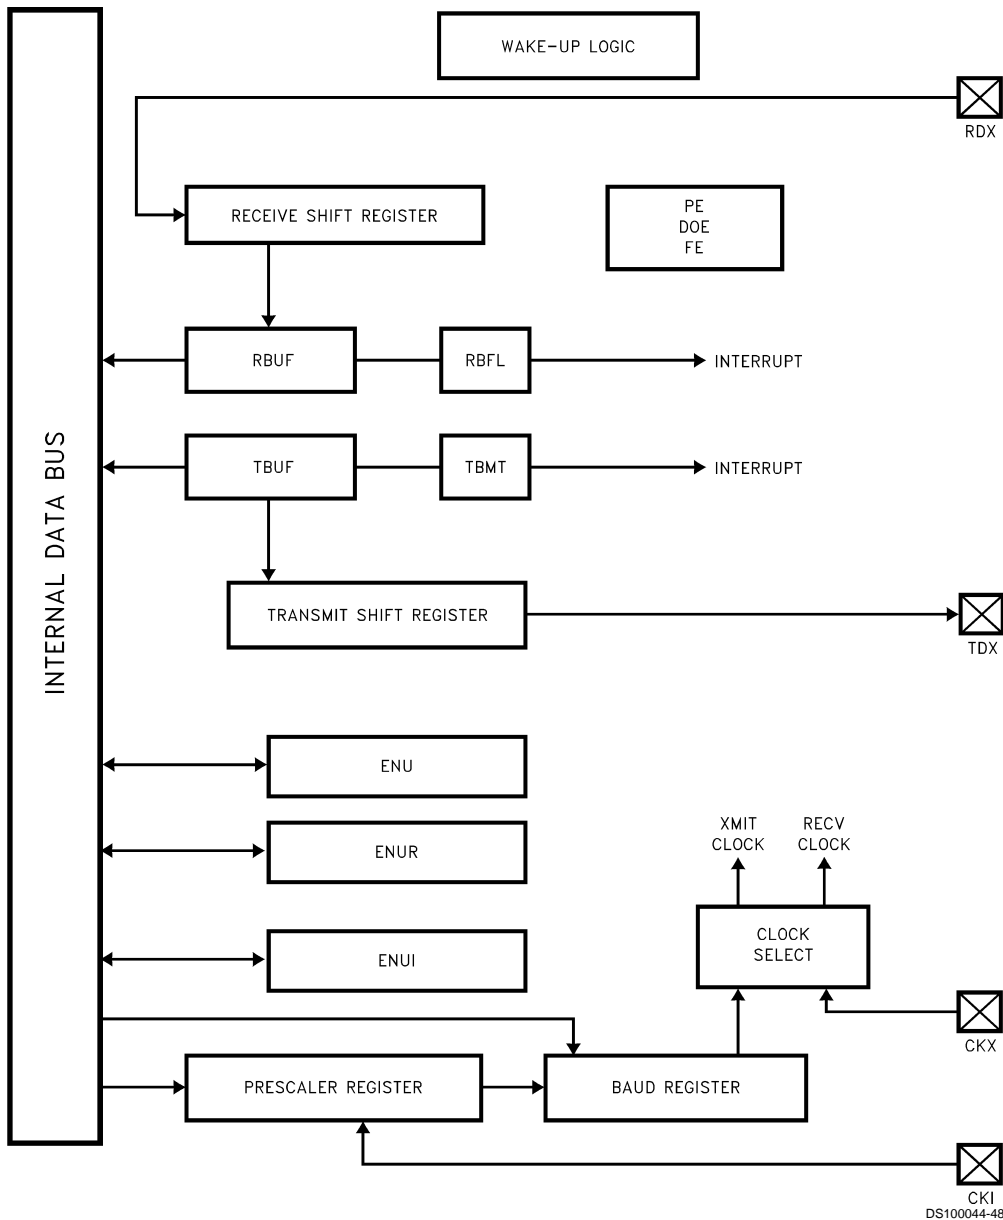 WAKE-UP LOGIC
RDX
RECEIVE SHIFT REGISTER
PE
DOE
FE
RBUF
RBFL
INTERRUPT
INTERNAL DATA BUS
TBUF
TBMT
INTERRUPT
TRANSMIT SHIFT REGISTER
TDX
ENU
XMIT
CLOCK
RECV
CLOCK
ENUR
CLOCK
SELECT
ENUI
CKX
PRESCALER REGISTER
BAUD REGISTER
CKI
DS100044-48